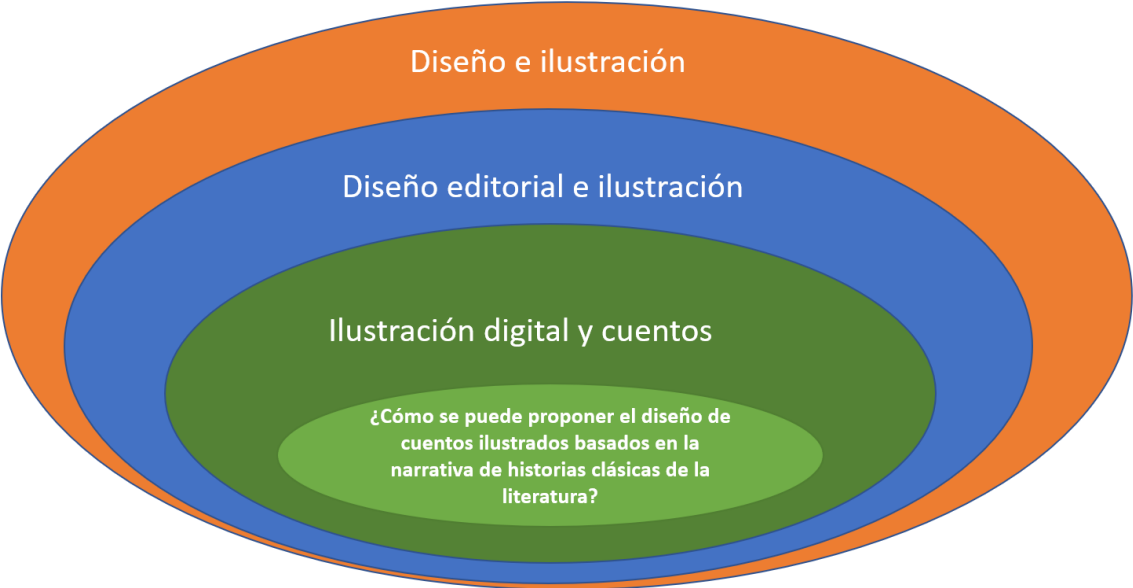 Diseño e ilustración
Diseño editorial e ilustración
Ilustración digital y cuentos
¿Cómo se puede proponer el diseño de
cuentos ilustrados basados en la
narrativa de historias clásicas de la
literatura?